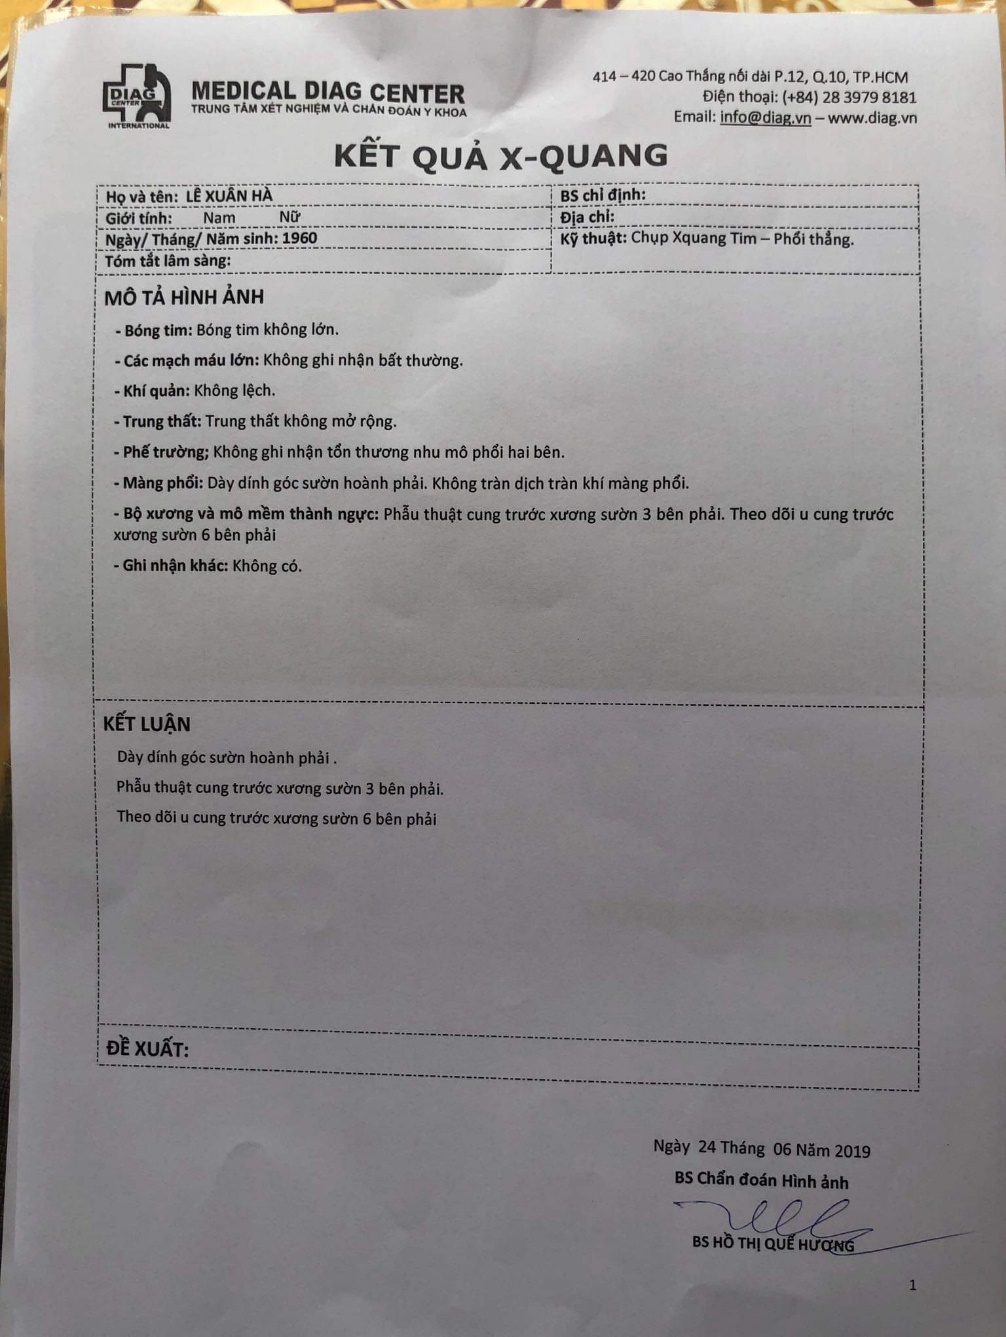 DIAG
CENTER
INTERNATIONAL
MEDICAL DIAG CENTER
TRUNG TÂM XÉT NGHIỆM VÀ CHẨN ĐOÁN Y KHOA
414 – 420 Cao Thắng nối dài P.12, Q.10, TP.HCM
Điện thoại: (+84) 28 3979 8181
Email: info@diag.vn – www.diag.vn
KẾT QUẢ X-QUANG
Họ và tên: LÊ XUÂN HÀ
BS chỉ định:
Giới tính: Nam Nữ
Địa chỉ:
Ngày/ Tháng/ Năm sinh: 1960
Kỹ thuật: Chụp Xquang Tim – Phổi thẳng.
Tóm tắt lâm sàng:
MÔ TẢ HÌNH ẢNH
- Bóng tim: Bóng tim không lớn.
- Các mạch máu lớn: Không ghi nhận bất thường.
- Khí quản: Không lệch.
- Trung thất: Trung thất không mở rộng.
- Phế trường; Không ghi nhận tổn thương nhu mô phổi hai bên.
- Màng phổi: Dày dính góc sườn hoành phải. Không tràn dịch tràn khí màng phổi.
- Bộ xương và mô mềm thành ngực: Phẫu thuật cung trước xương sườn 3 bên phải. Theo dõi u cung trước
xương sườn 6 bên phải
- Ghi nhận khác: Không có.
KẾT LUẬN
Dày dính góc sườn hoành phải .
Phẫu thuật cung trước xương sườn 3 bên phải.
Theo dõi u cung trước xương sườn 6 bên phải
ĐỀ XUẤT:
Ngày 24 Tháng 06 Năm 2019
BS Chẩn đoán Hình ảnh
BS HỒ THỊ QUẾ HƯƠNG
1